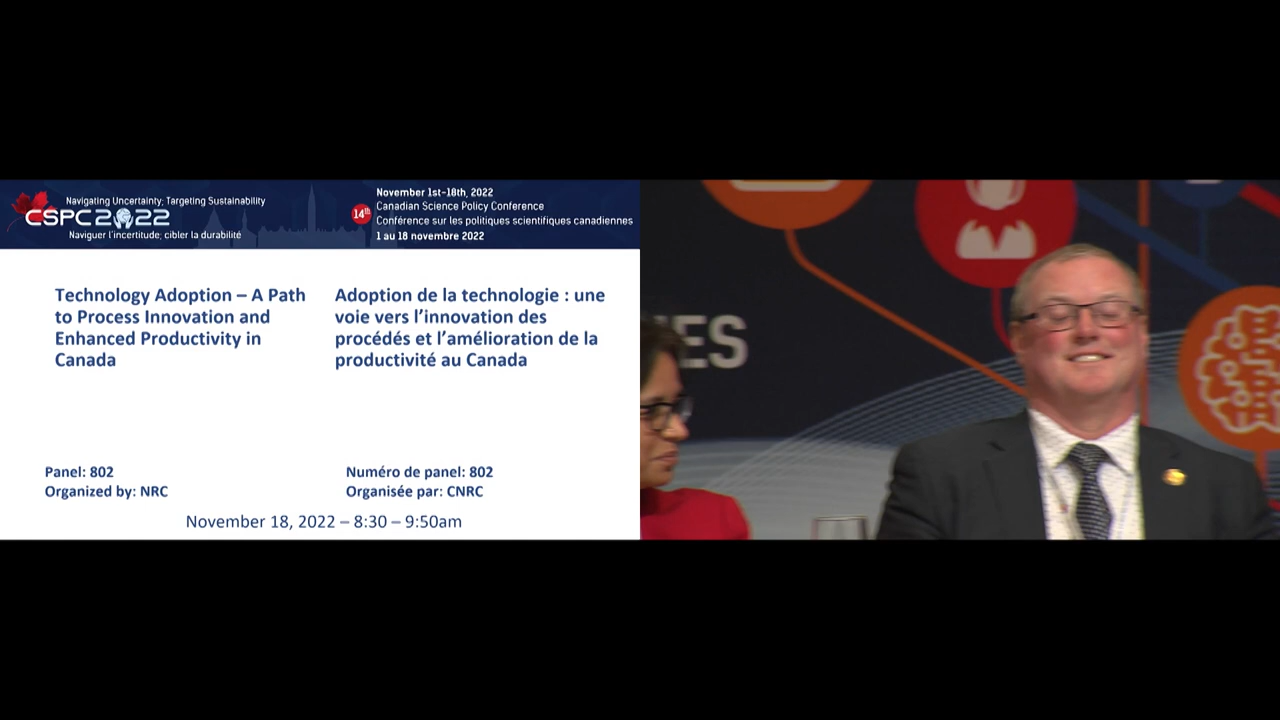 Navigating Uncertainty; Targeting Sustainability
CSPC 2022
Naviguer l'incertitude; cibler la durabilité
14th
November 1st-18th, 2022
Canadian Science Policy Conference
Conférence sur les politiques scientifiques canadiennes
1 au 18 novembre 2022
Technology Adoption – A Path
to Process Innovation and
Enhanced Productivity in
Canada
Adoption de la technologie : une
voie vers l’innovation des
procédés et l’amélioration de la
productivité au Canada
Panel: 802
Organized by: NRC
Numéro de panel: 802
Organisée par: CNRC
November 18, 2022 – 8:30 – 9:50am
ES